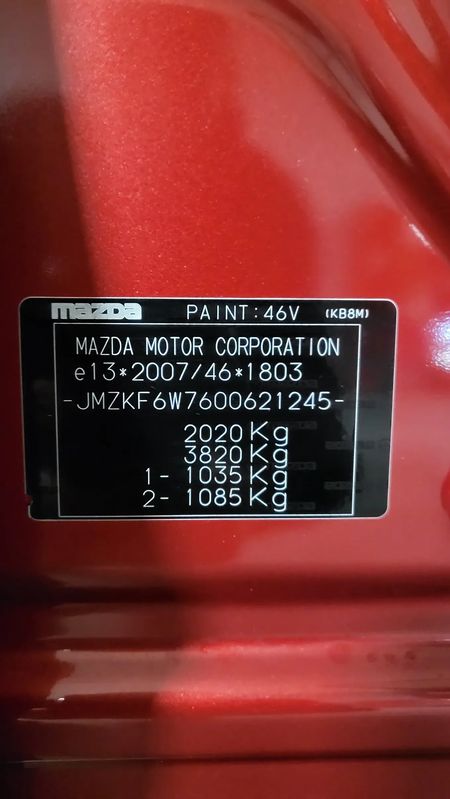 mazda PAINT: 46V (KB8M)
MAZDA MOTOR CORPORATION
e13*2007/46*1803
-JMZKF6W7600621245-
2020 Kg
3820 Kg
1- 1035 Kg
2- 1085 Kg